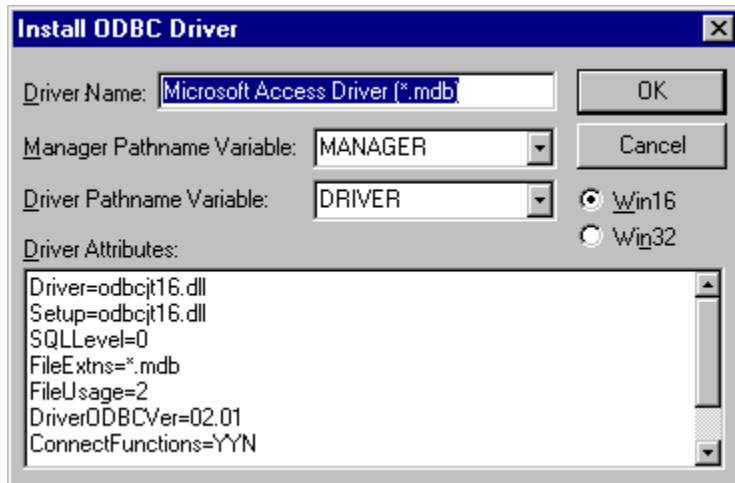 Install ODBC Driver
Driver Name: Microsoft Access Driver (*.mdb)
OK
Manager Pathname Variable: MANAGER
Cancel
Driver Pathname Variable: DRIVER
Win16
Win32
Driver Attributes:
Driver=odbcjt16.dll
Setup=odbcjt16.dll
SQLLevel=0
FileExtns=*.mdb
FileUsage=2
DriverODBCVer=02.01
ConnectFunctions=YYN